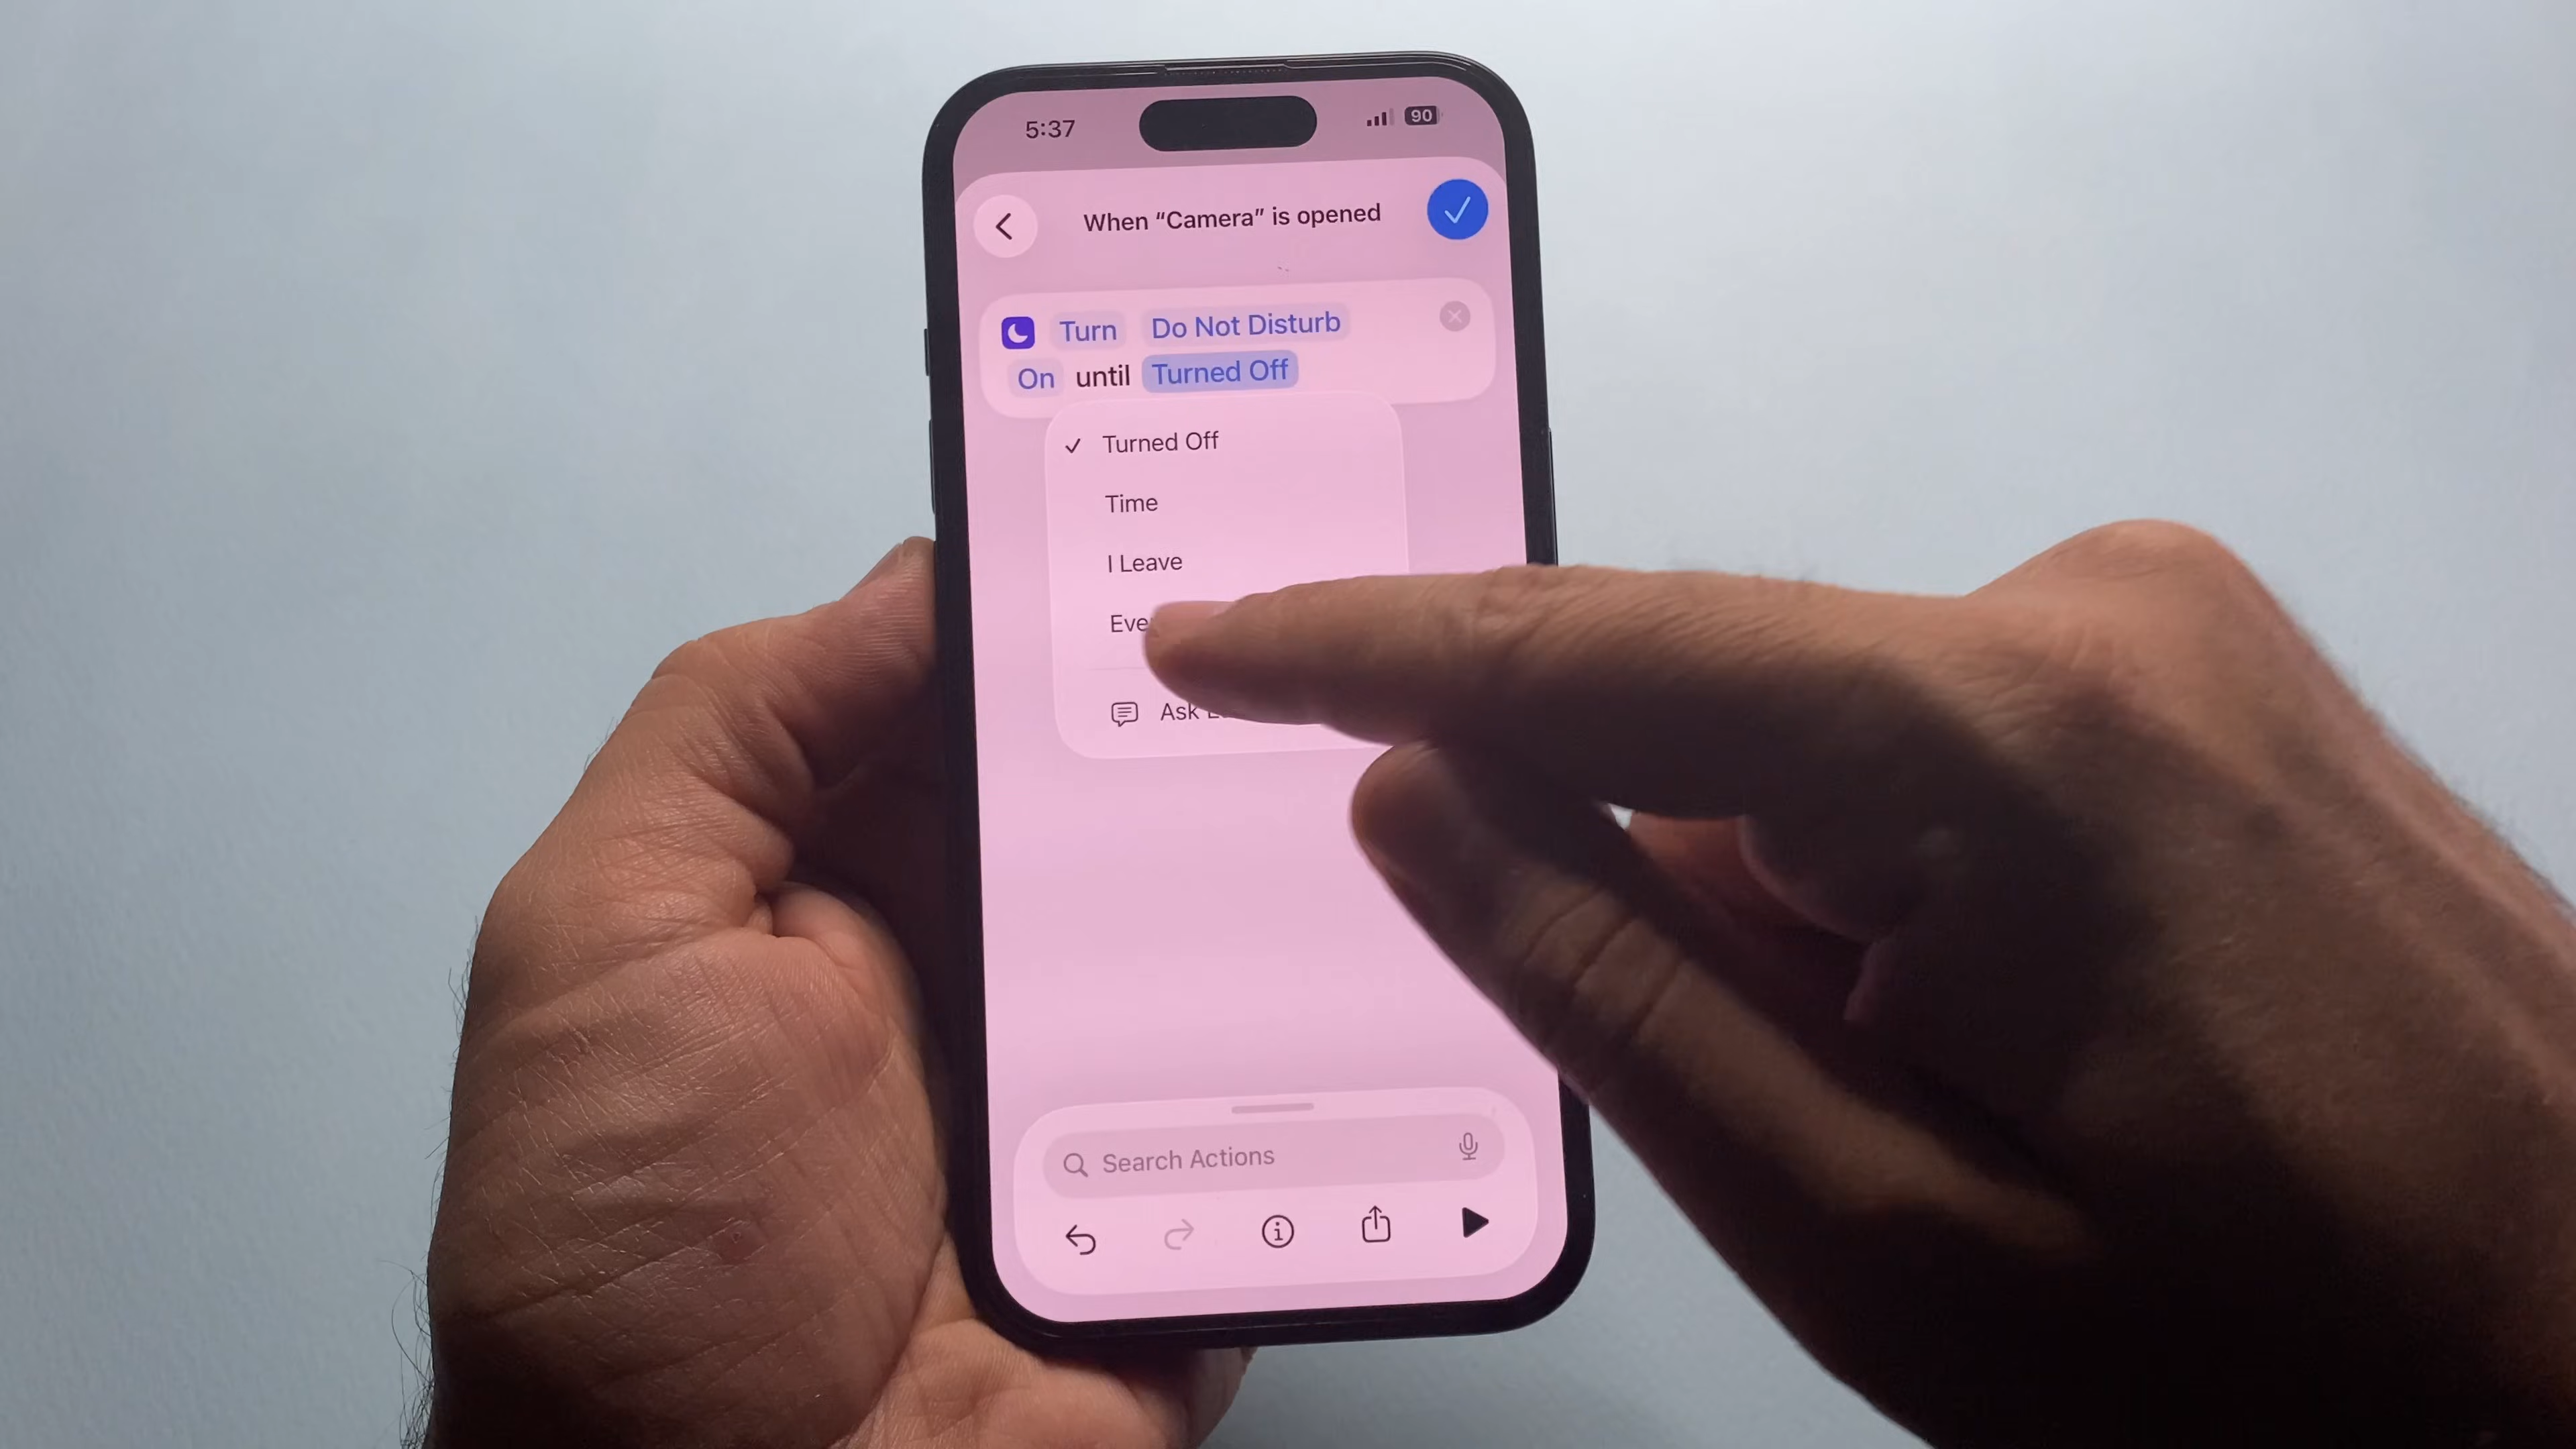 5:37
90
When “Camera” is opened
Turn Do Not Disturb
On until Turned Off
Turned Off
Time
I Leave
Ask
Search Actions